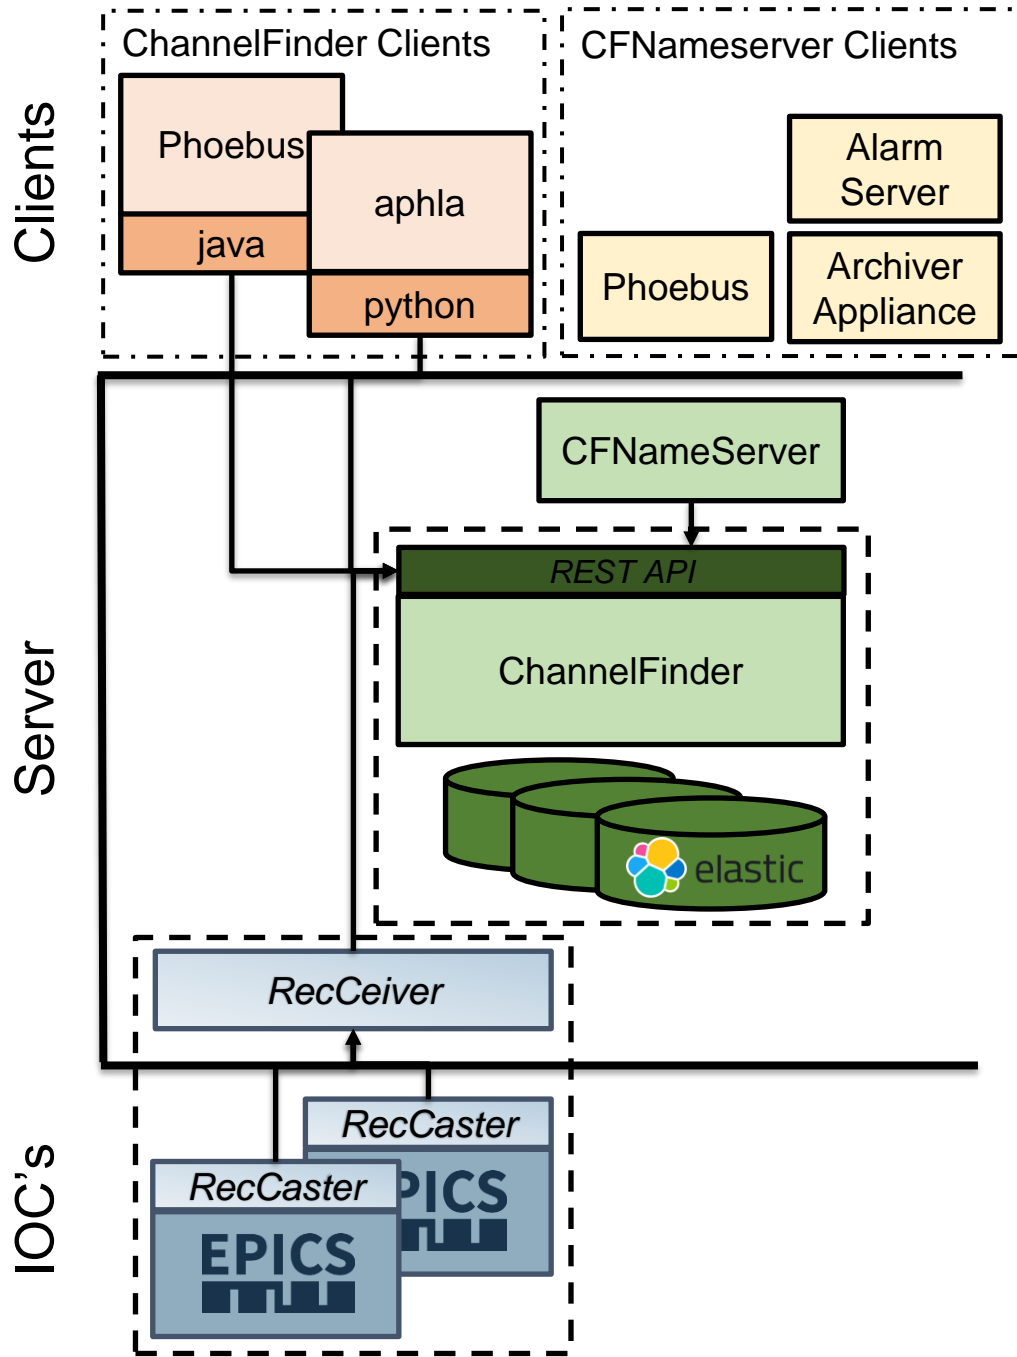 Clients
ChannelFinder Clients
Phoebus
java
aphla
python
CFNameserver Clients
Alarm
Server
Phoebus
Archiver
Appliance
Server
CFNameServer
REST API
ChannelFinder
elastic
RecCeiver
IOC's
RecCaster
PICS
RecCaster
EPICS